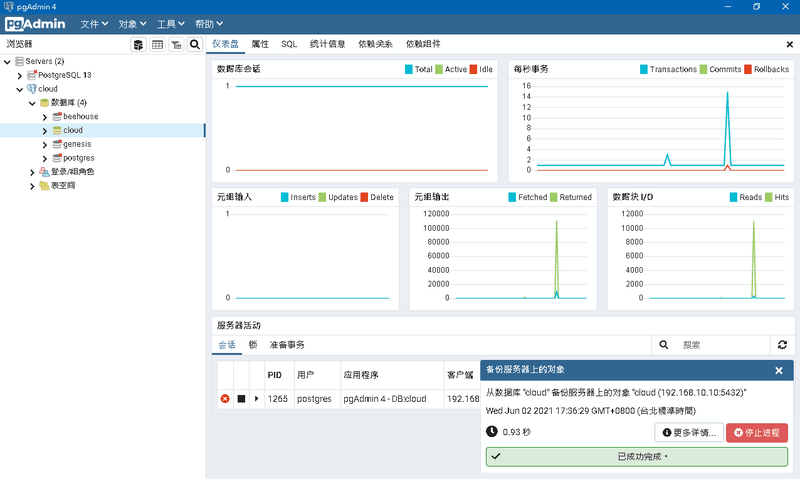 pgAdmin 4
pgAdmin 文件 对象 工具 帮助
浏览器
仪表盘 属性 SQL 统计信息 依赖关系 依赖组件
Servers (2)
PostgreSQL 13
cloud
数据库 (4)
beehouse
cloud
genesis
postgres
登录/组角色
表空间
数据库会话 Total Active Idle
1
0
每秒事务 Transactions Commits Rollbacks
16
14
12
10
8
6
4
2
0
元组输入 Inserts Updates Delete
1
0
元组输出 Fetched Returned
120000
100000
80000
60000
40000
20000
0
数据块 I/O Reads Hits
12000
10000
8000
6000
4000
2000
0
服务器活动
会话 锁 准备事务 搜索
PID 用户 应用程序 客户端
1265 postgres pgAdmin 4 - DB:cloud 192.168
备份服务器上的对象
从数据库 "cloud" 备份服务器上的对象 "cloud (192.168.10.10:5432)"
Wed Jun 02 2021 17:36:29 GMT+0800 (台北標準時間)
0.93 秒 更多详情... 停止进程
已成功完成。